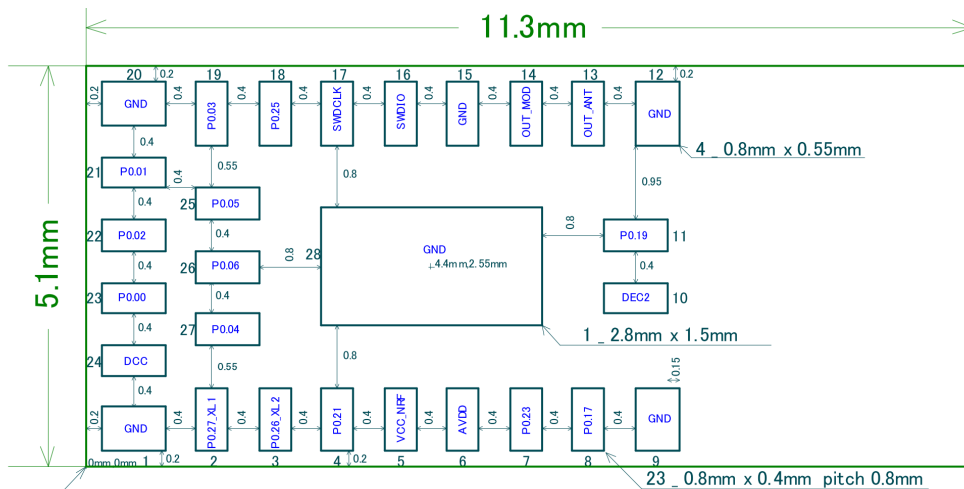 11.3mm
20 0.2 19 18 17 16 15 14 13 12 0.2
0.2 GND 0.4 P0.03 0.4 P0.25 0.4 SWDCLK 0.4 SWDIO 0.4 GND 0.4 OUT_MOD 0.4 OUT_ANT 0.4 GND
0.4 0.55 0.8 4 _ 0.8mm x 0.55mm
21 P0.01 0.4 0.95
0.4 25 P0.05
22 P0.02 0.4 0.8 28 GND 0.8 P0.19 11
5.1mm
0.4 26 P0.06 4.4mm,2.55mm 0.4
23 P0.00 0.4 DEC2 10
0.4 27 P0.04 1 _ 2.8mm x 1.5mm
24 DCC 0.55 0.8 0.15
0.4
0.2 GND 0.4 P0.27_XL1 0.4 P0.26_XL2 0.4 P0.21 0.4 VCC_NRF 0.4 AVDD 0.4 P0.23 0.4 P0.17 0.4 GND
0mm,0mm 1 0.2 2 3 4 0.2 5 6 7 8 9
23 _ 0.8mm x 0.4mm pitch 0.8mm